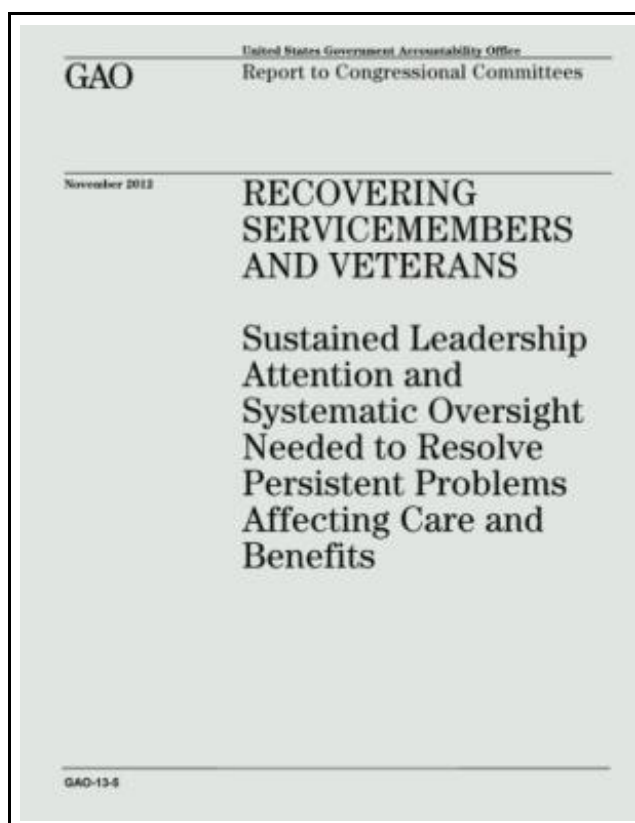 United States Government Accountability Office
GAO
Report to Congressional Committees
November 2012
RECOVERING
SERVICEMEMBERS
AND VETERANS
Sustained Leadership
Attention and
Systematic Oversight
Needed to Resolve
Persistent Problems
Affecting Care and
Benefits
GAO-13-5